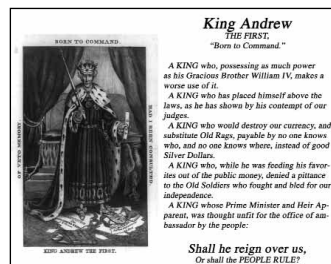 BORN TO COMMAND.
OF VETO MEMORY.
HAD I BEEN CONSULTED.
KING ANDREW THE FIRST.
King Andrew
THE FIRST,
"Born to Command."
A KING who, possessing as much power
as his Gracious Brother William IV, makes a
worse use of it.
A KING who has placed himself above the
laws, as he has shown by his contempt of our
judges.
A KING who would destroy our currency, and
substitute Old Rags, payable by no one knows
who, and no one knows where, instead of good
Silver Dollars.
A KING who, while he was feeding his favor-
ites out of the public money, denied a pittance
to the Old Soldiers who fought and bled for our
independence.
A KING whose Prime Minister and Heir Ap-
parent, was thought unfit for the office of am-
bassador by the people:
Shall he reign over us,
Or shall the PEOPLE RULE?